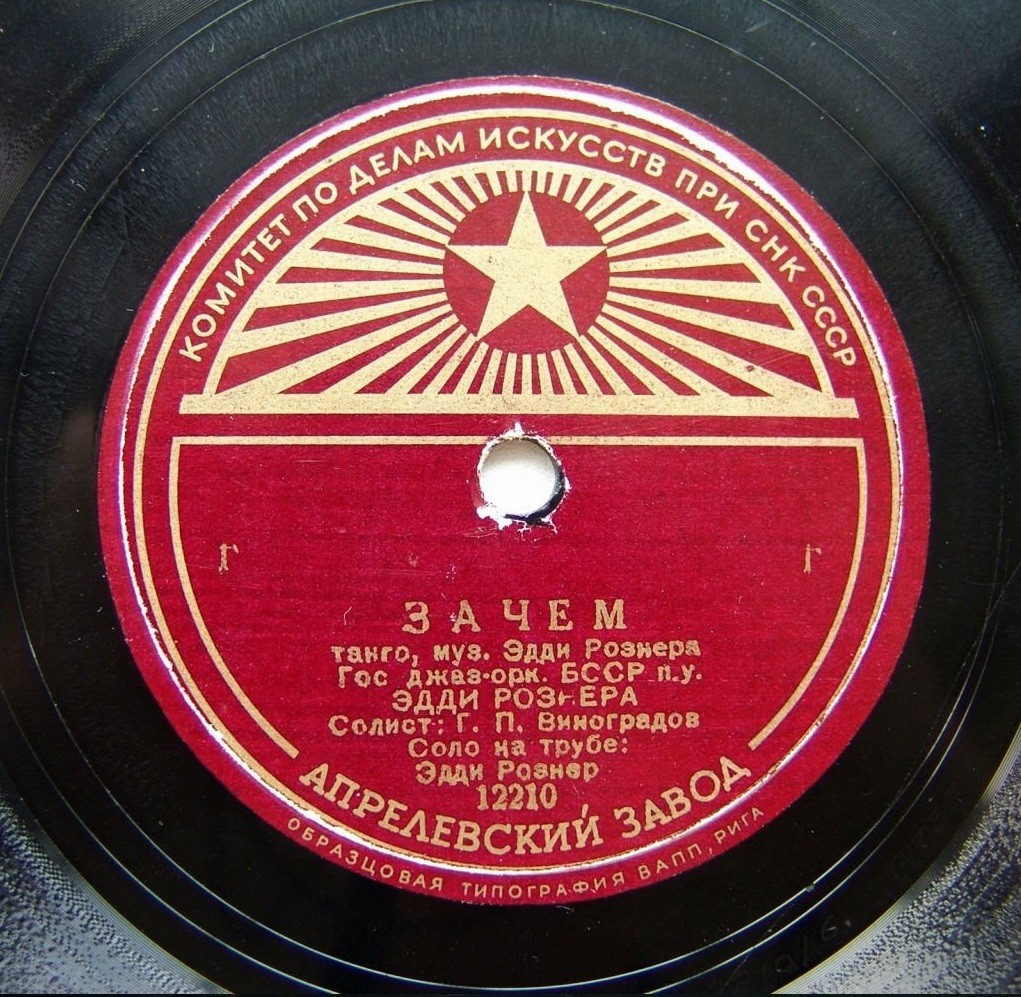 КОМИТЕТ ПО ДЕЛАМ ИСКУССТВ ПРИ СНК СССР
Г Г
ЗАЧЕМ
танго, муз. Эдди Рознера
Гос джаз-орк. БССР п.у.
ЭДДИ РОЗНЕРА
Солист: Г. П. Виноградов
Соло на трубе:
Эдди Рознер
12210
АПРЕЛЕВСКИЙ ЗАВОД
ОБРАЗЦОВАЯ ТИПОГРАФИЯ ВАПП, РИГА